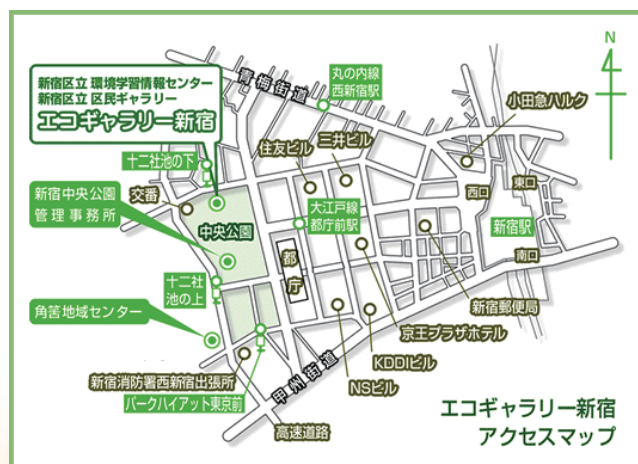 N
青梅街道
丸の内線
西新宿駅
小田急ハルク
新宿区立 環境学習情報センター
新宿区立 区民ギャラリー
エコギャラリー新宿
三井ビル
住友ビル
十二社池の下
西口
東口
新宿中央公園
管理事務所
交番
大江戸線
都庁前駅
新宿駅
中央公園
都庁
南口
十二社
池の上
角筈地域センター
新宿郵便局
京王プラザホテル
KDDIビル
新宿消防署西新宿出張所
NSビル
甲州街道
パークハイアット東京前
高速道路
エコギャラリー新宿
アクセスマップ